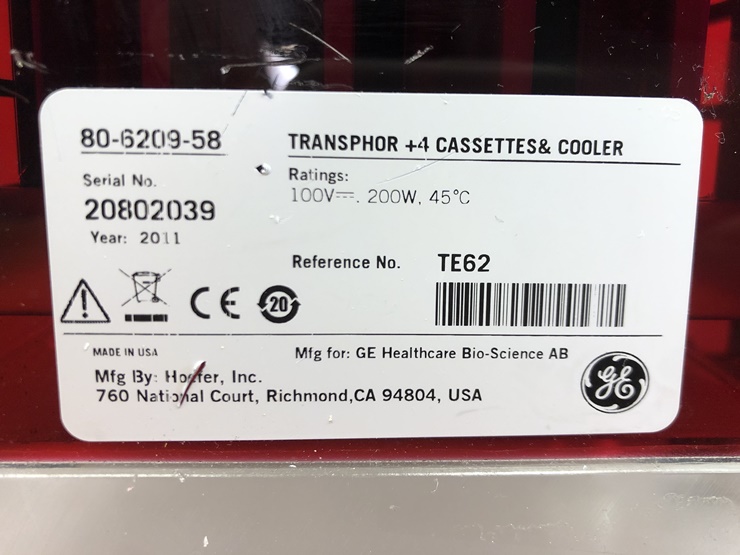 80-6209-58
TRANSPHOR +4 CASSETTES& COOLER
Serial No.
20802039
Year: 2011
Ratings:
100V⎓. 200W, 45°C
Reference No. TE62
CE 20
MADE IN USA
Mfg for: GE Healthcare Bio-Science AB
Mfg By: Hoefer, Inc.
760 National Court, Richmond,CA 94804, USA
GE